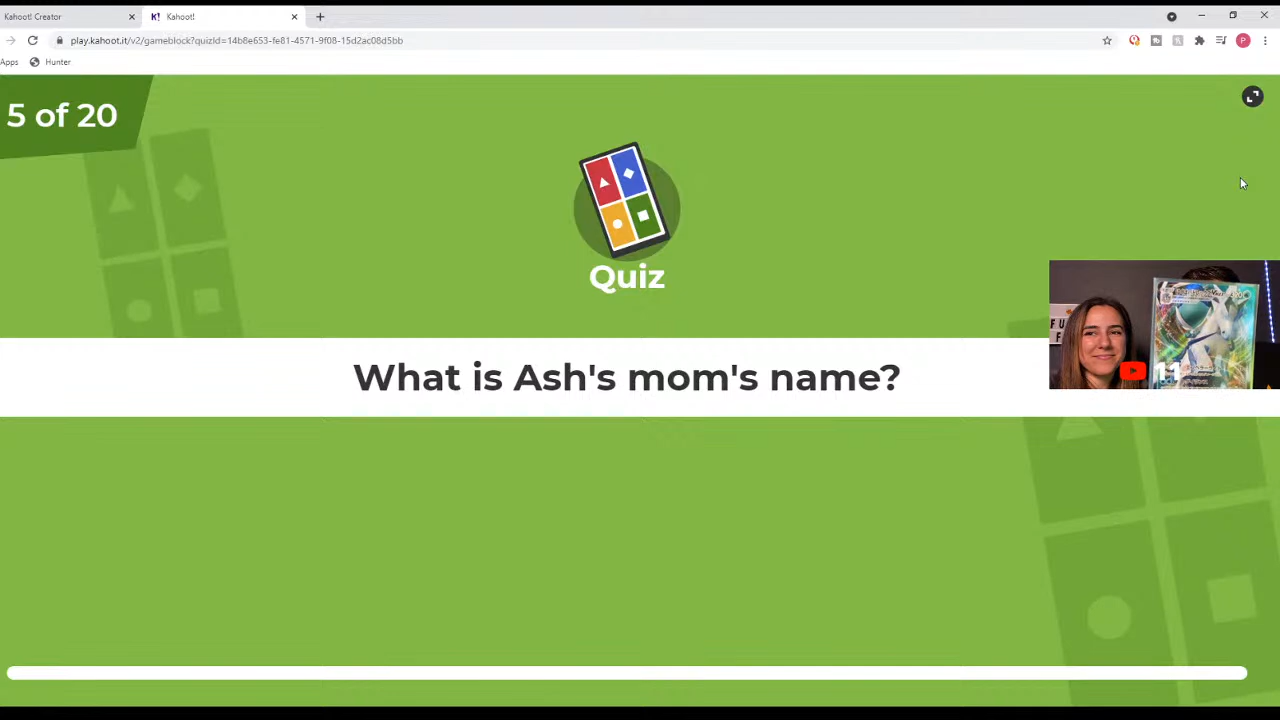 Kahoot! Creator
K! Kahoot!
play.kahoot.it/v2/gameblock?quizId=14b8e653-fe81-4571-9f08-15d2ac08d5bb
P
Apps
Hunter
5 of 20
Quiz
What is Ash's mom's name?
11